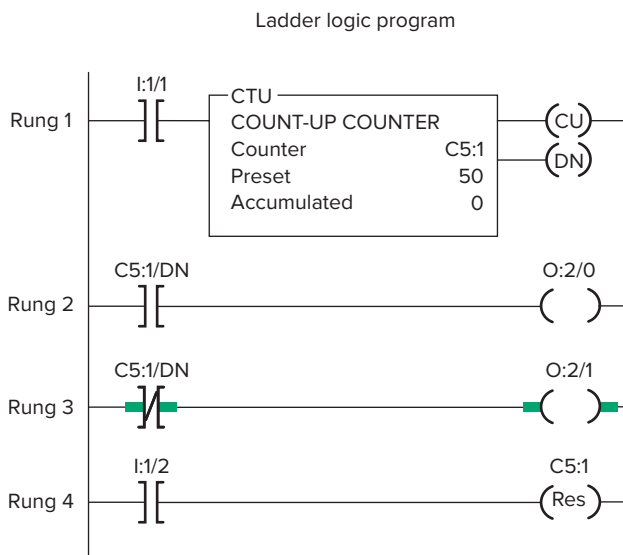 Ladder logic program
I:1/1
Rung 1
CTU
COUNT-UP COUNTER
Counter C5:1
Preset 50
Accumulated 0
CU
DN
C5:1/DN O:2/0
Rung 2
C5:1/DN O:2/1
Rung 3
I:1/2 C5:1
Rung 4 Res